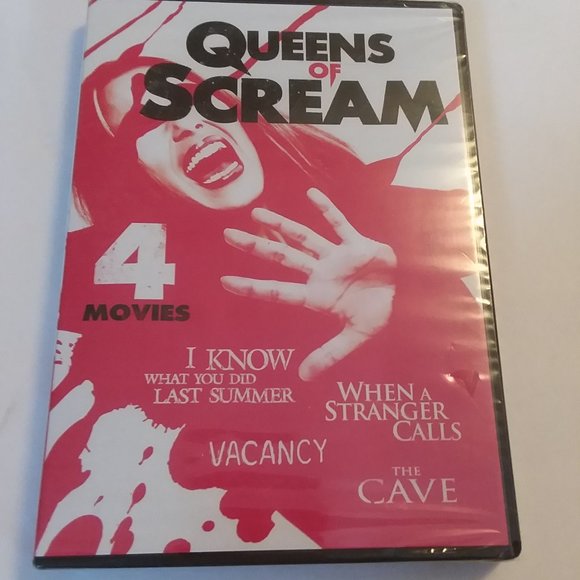 QUEENS
OF
SCREAM
4
MOVIES
I KNOW
WHAT YOU DID
LAST SUMMER
WHEN A
STRANGER
CALLS
VACANCY
THE
CAVE